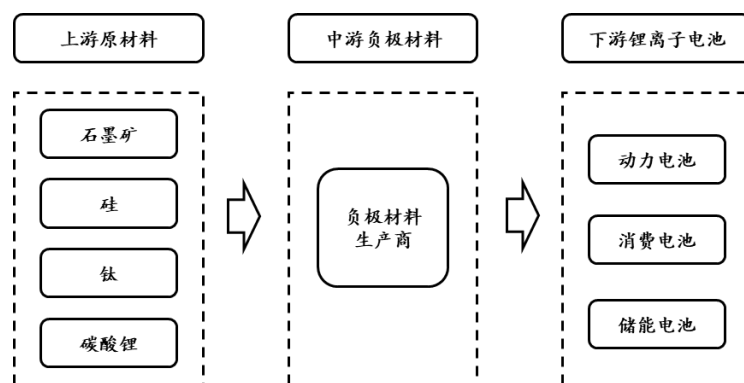 上游原材料
中游负极材料
下游锂离子电池
石墨矿
硅
钛
碳酸锂
负极材料
生产商
动力电池
消费电池
储能电池